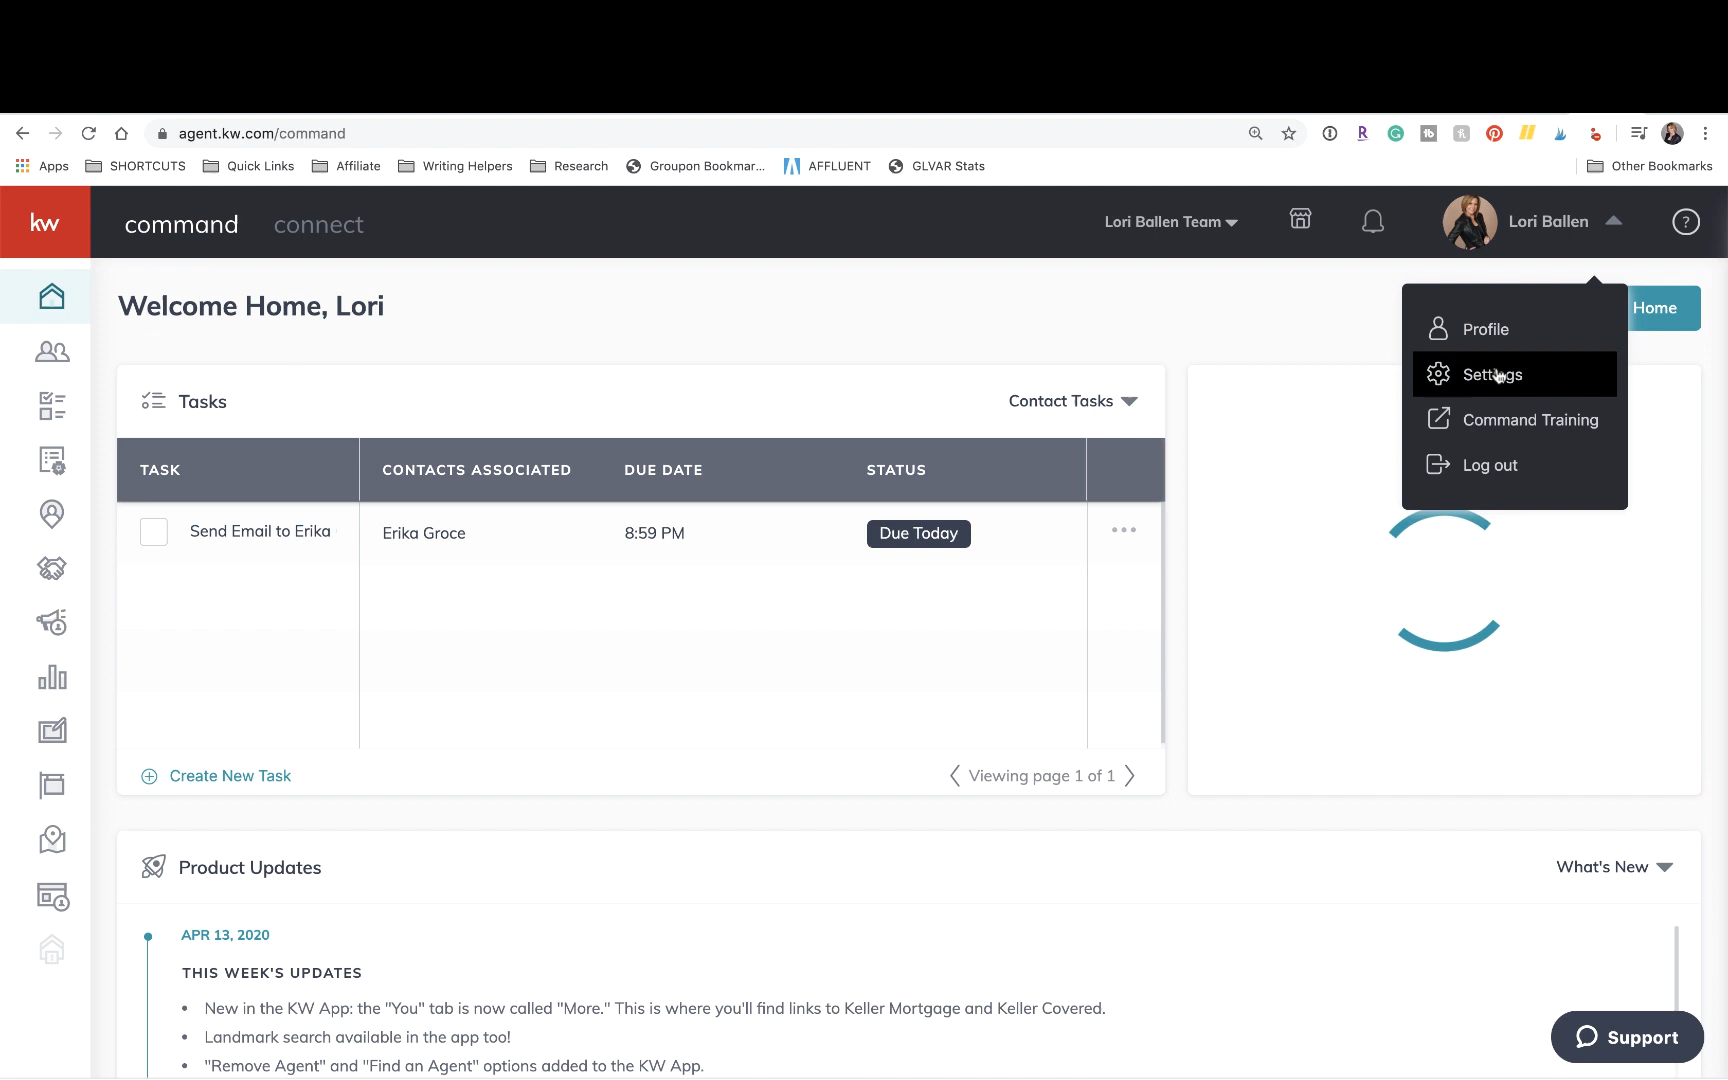 agent.kw.com/command
Apps SHORTCUTS Quick Links Affiliate Writing Helpers Research Groupon Bookmar... AFFLUENT GLVAR Stats Other Bookmarks
kw command connect Lori Ballen Team Lori Ballen ?
Welcome Home, Lori
Home
Profile
Settings
Command Training
Log out
Tasks Contact Tasks
TASK CONTACTS ASSOCIATED DUE DATE STATUS
Send Email to Erika Erika Groce 8:59 PM Due Today
Create New Task Viewing page 1 of 1
Product Updates What's New
APR 13, 2020
THIS WEEK'S UPDATES
• New in the KW App: the "You" tab is now called "More." This is where you'll find links to Keller Mortgage and Keller Covered.
• Landmark search available in the app too!
• "Remove Agent" and "Find an Agent" options added to the KW App.
Support